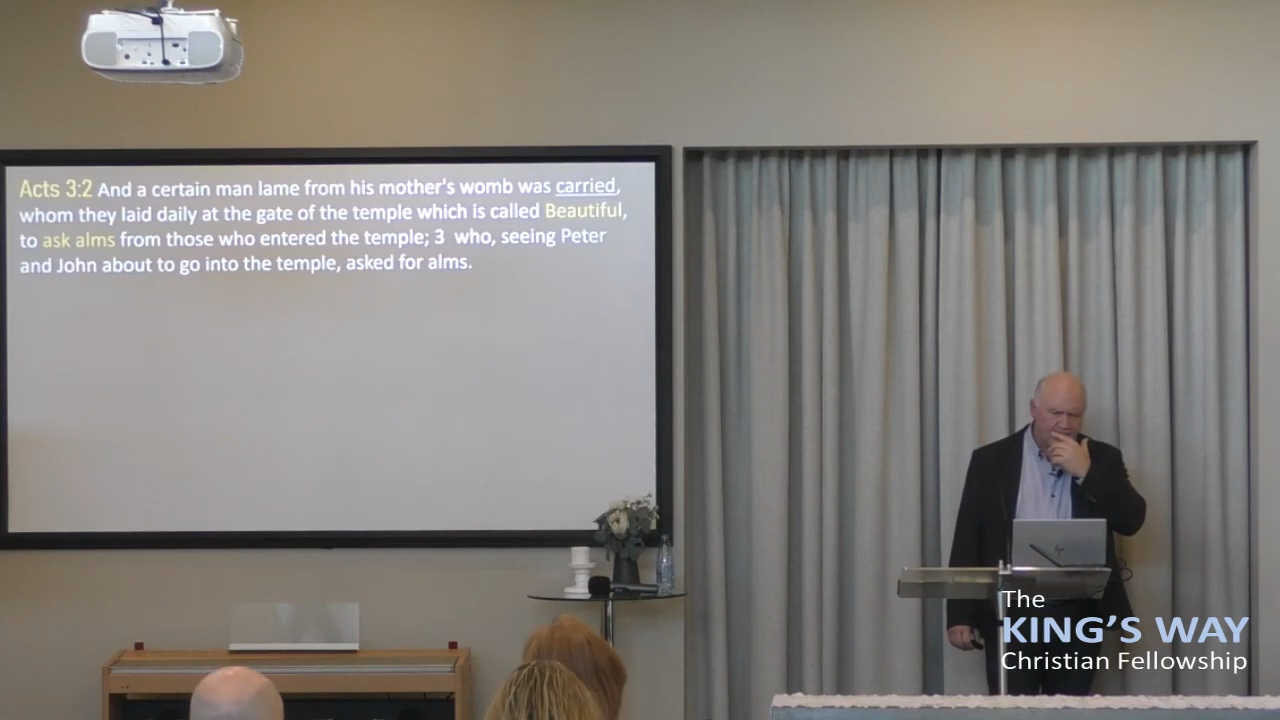 Acts 3:2 And a certain man lame from his mother's womb was carried,
whom they laid daily at the gate of the temple which is called Beautiful,
to ask alms from those who entered the temple; 3 who, seeing Peter
and John about to go into the temple, asked for alms.
hp
The
KING'S WAY
Christian Fellowship